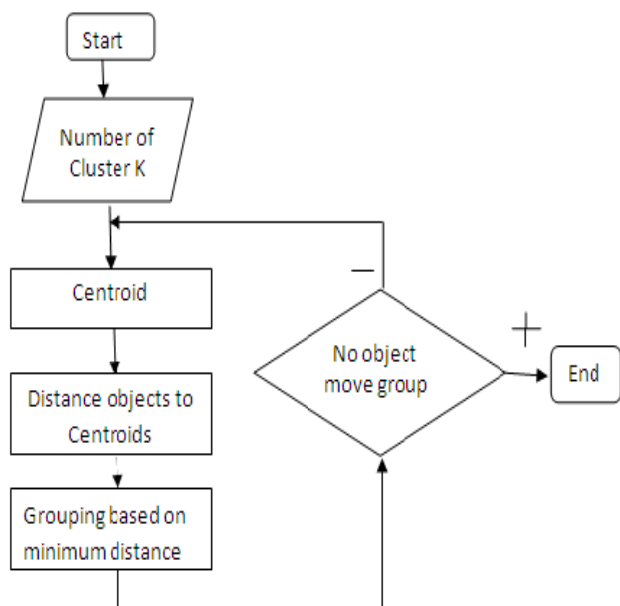 Start
Number of
Cluster K
Centroid
Distance objects to
Centroids
Grouping based on
minimum distance
No object
move group
−
+
End